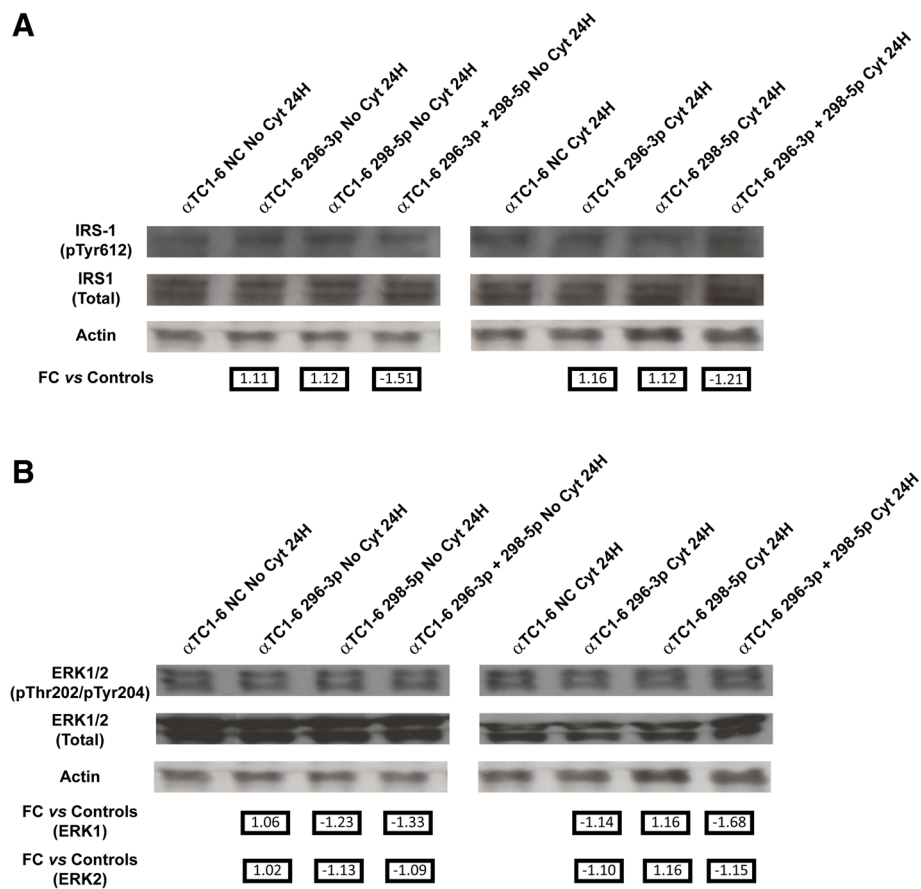 A
αTC1-6 NC No Cyt 24H
αTC1-6 296-3p No Cyt 24H
αTC1-6 298-5p No Cyt 24H
αTC1-6 296-3p + 298-5p No Cyt 24H
αTC1-6 NC Cyt 24H
αTC1-6 296-3p Cyt 24H
αTC1-6 298-5p Cyt 24H
αTC1-6 296-3p + 298-5p Cyt 24H
IRS-1
(pTyr612)
IRS1
(Total)
Actin
FC vs Controls 1.11 1.12 -1.51 1.16 1.12 -1.21
B
αTC1-6 NC No Cyt 24H
αTC1-6 296-3p No Cyt 24H
αTC1-6 298-5p No Cyt 24H
αTC1-6 296-3p + 298-5p No Cyt 24H
αTC1-6 NC Cyt 24H
αTC1-6 296-3p Cyt 24H
αTC1-6 298-5p Cyt 24H
αTC1-6 296-3p + 298-5p Cyt 24H
ERK1/2
(pThr202/pTyr204)
ERK1/2
(Total)
Actin
FC vs Controls
(ERK1) 1.06 -1.23 -1.33 -1.14 1.16 -1.68
FC vs Controls
(ERK2) 1.02 -1.13 -1.09 -1.10 1.16 -1.15